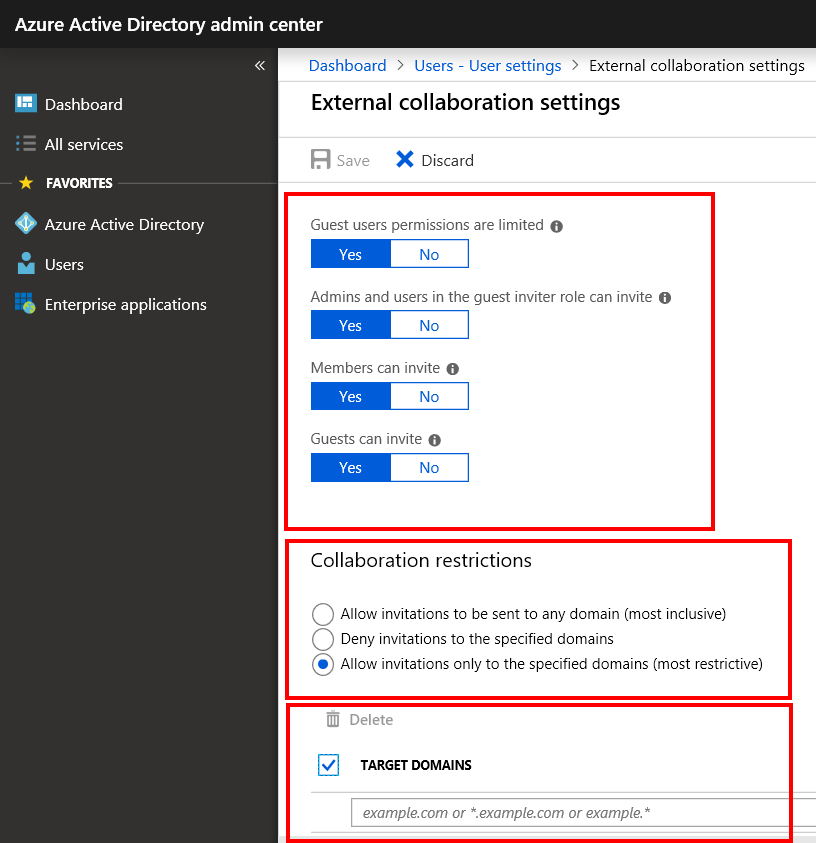 Azure Active Directory admin center
«
Dashboard
All services
FAVORITES
Azure Active Directory
Users
Enterprise applications
Dashboard > Users - User settings > External collaboration settings
External collaboration settings
Save Discard
Guest users permissions are limited
Yes No
Admins and users in the guest inviter role can invite
Yes No
Members can invite
Yes No
Guests can invite
Yes No
Collaboration restrictions
Allow invitations to be sent to any domain (most inclusive)
Deny invitations to the specified domains
Allow invitations only to the specified domains (most restrictive)
Delete
TARGET DOMAINS
example.com or *.example.com or example.*